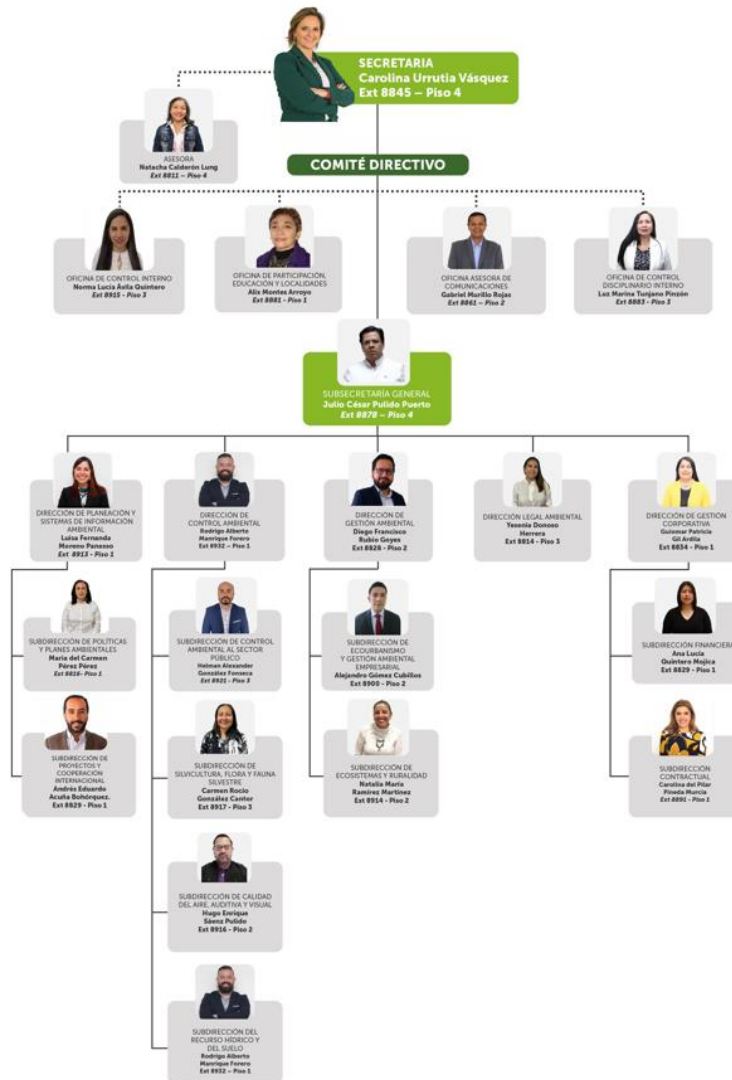 SECRETARIA
Carolina Urrutia Vásquez
Ext 8845 – Piso 4
ASESORA
Natacha Calderón Lung
Ext 8811 – Piso 4
COMITÉ DIRECTIVO
OFICINA DE CONTROL INTERNO
Norma Lucía Ávila Quintero
Ext 8915 - Piso 3
OFICINA DE PARTICIPACIÓN,
EDUCACIÓN Y LOCALIDADES
Alix Montes Arroyo
Ext 8881 - Piso 1
OFICINA ASESORA DE
COMUNICACIONES
Gabriel Murillo Rojas
Ext 8861 – Piso 2
OFICINA DE CONTROL
DISCIPLINARIO INTERNO
Luz Marina Tunjano Pinzón
Ext 8883 - Piso 1
SUBSECRETARÍA GENERAL
Julio César Pulido Puerto
Ext 8878 – Piso 4
DIRECCIÓN DE PLANEACIÓN Y
SISTEMAS DE INFORMACIÓN
AMBIENTAL
Luisa Fernanda
Moreno Panesso
Ext 8913 - Piso 1
DIRECCIÓN DE
CONTROL AMBIENTAL
Rodrigo Alberto
Manrique Forero
Ext 8932 – Piso 1
DIRECCIÓN DE
GESTIÓN AMBIENTAL
Diego Francisco
Rubio Goyes
Ext 8928 - Piso 2
DIRECCIÓN LEGAL AMBIENTAL
Yesenia Donoso
Herrera
Ext 8814 - Piso 3
DIRECCIÓN DE GESTIÓN
CORPORATIVA
Guiomar Patricia
Gil Ardila
Ext 8834 - Piso 1
SUBDIRECCIÓN DE POLÍTICAS
Y PLANES AMBIENTALES
María del Carmen
Pérez Pérez
Ext 8816- Piso 1
SUBDIRECCIÓN DE CONTROL
AMBIENTAL AL SECTOR
PÚBLICO
Helman Alexander
González Fonseca
Ext 8921 - Piso 3
SUBDIRECCIÓN DE
ECOURBANISMO
Y GESTIÓN AMBIENTAL
EMPRESARIAL
Alejandro Gómez Cubillos
Ext 8900 - Piso 2
SUBDIRECCIÓN FINANCIERA
Ana Lucía
Quintero Mojica
Ext 8829 - Piso 1
SUBDIRECCIÓN DE
PROYECTOS Y
COOPERACIÓN
INTERNACIONAL
Andrés Eduardo
Acuña Bohórquez.
Ext 8829 - Piso 1
SUBDIRECCIÓN DE
SILVICULTURA, FLORA Y FAUNA
SILVESTRE
Carmen Rocío
González Cantor
Ext 8917 - Piso 3
SUBDIRECCIÓN DE
ECOSISTEMAS Y RURALIDAD
Natalia María
Ramírez Martínez
Ext 8914 - Piso 2
SUBDIRECCIÓN
CONTRACTUAL
Carolina del Pilar
Pineda Murcia
Ext 8891 - Piso 1
SUBDIRECCIÓN DE CALIDAD
DEL AIRE, AUDITIVA Y VISUAL
Hugo Enrique
Sáenz Pulido
Ext 8916 - Piso 2
SUBDIRECCIÓN DEL
RECURSO HÍDRICO Y
DEL SUELO
Rodrigo Alberto
Manrique Forero
Ext 8932 – Piso 1